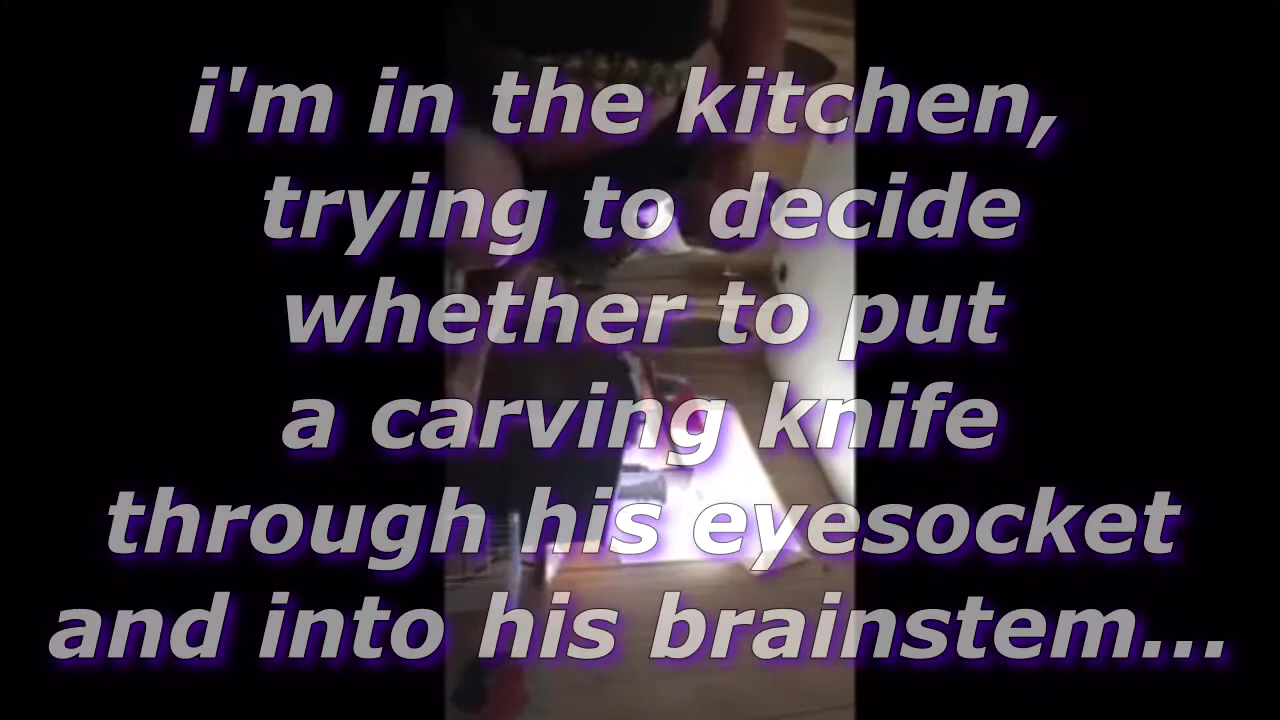 i'm in the kitchen,
trying to decide
whether to put
a carving knife
through his eyesocket
and into his brainstem...